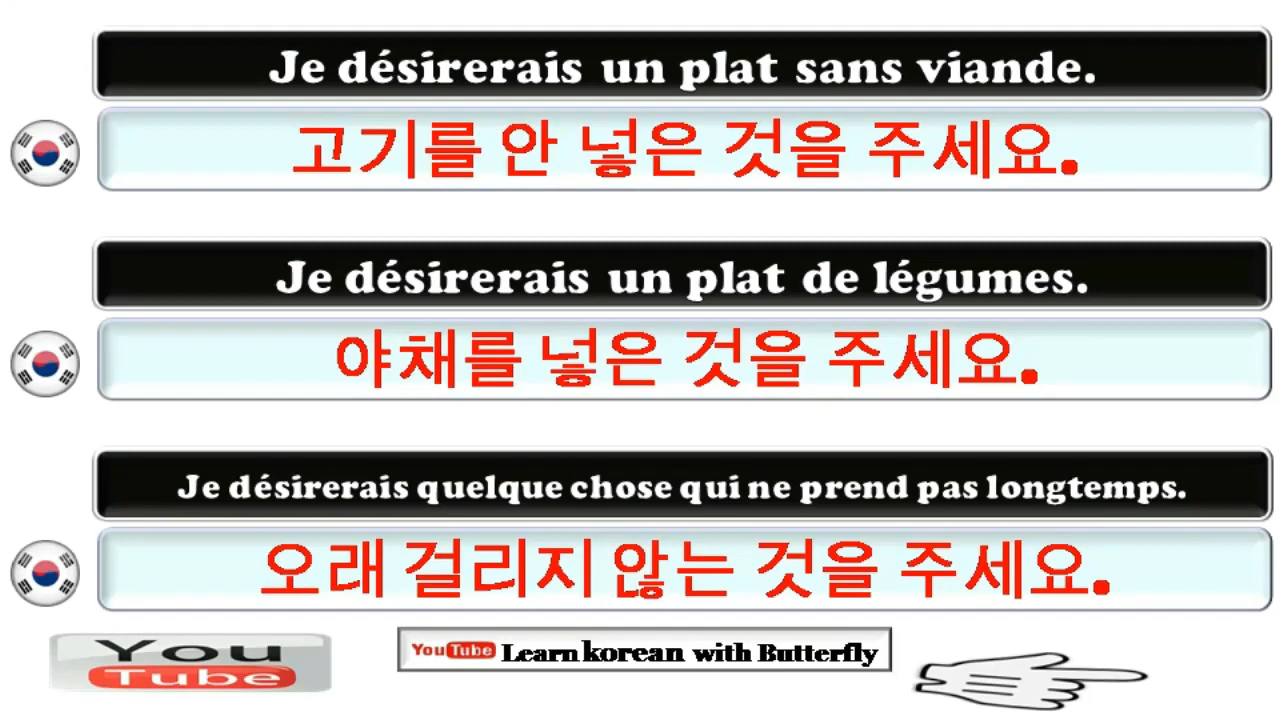 Je désirerais un plat sans viande.
고기를 안 넣은 것을 주세요.
Je désirerais un plat de légumes.
야채를 넣은 것을 주세요.
Je désirerais quelque chose qui ne prend pas longtemps.
오래 걸리지 않는 것을 주세요.
You
Tube
YouTube Learn korean with Butterfly